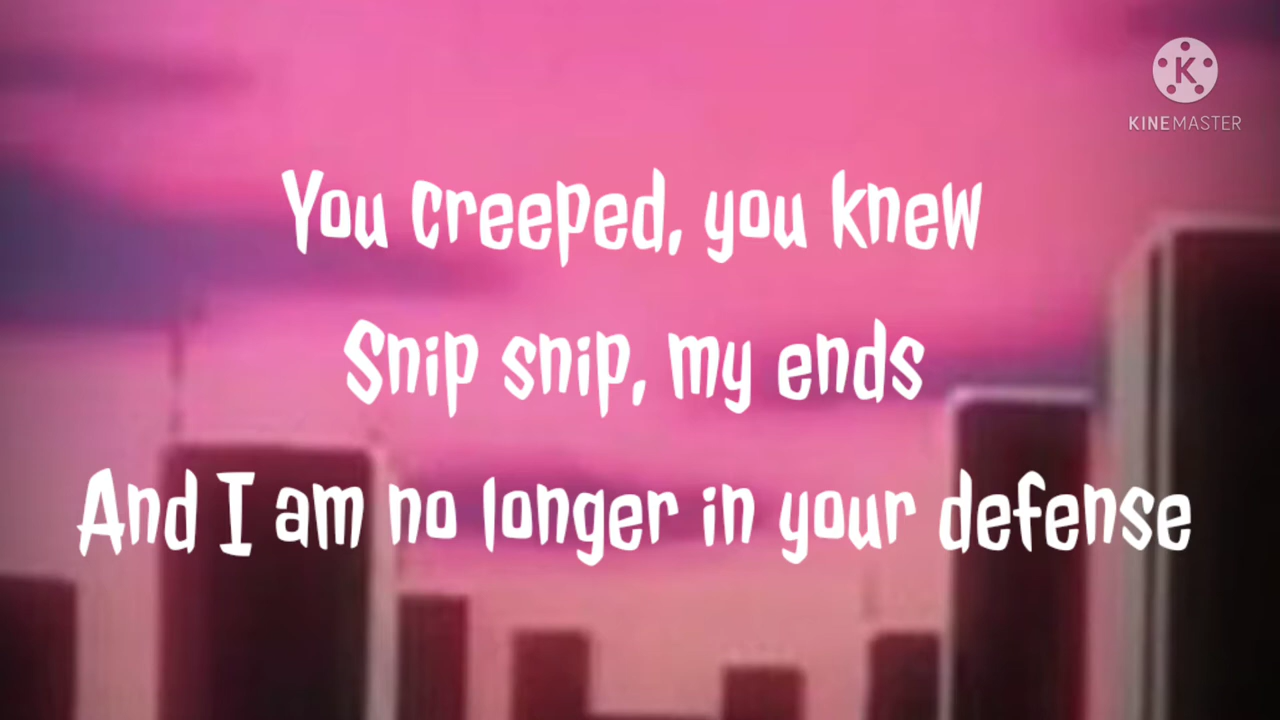 KINEMASTER
You creeped, you knew
Snip snip, my ends
And I am no longer in your defense